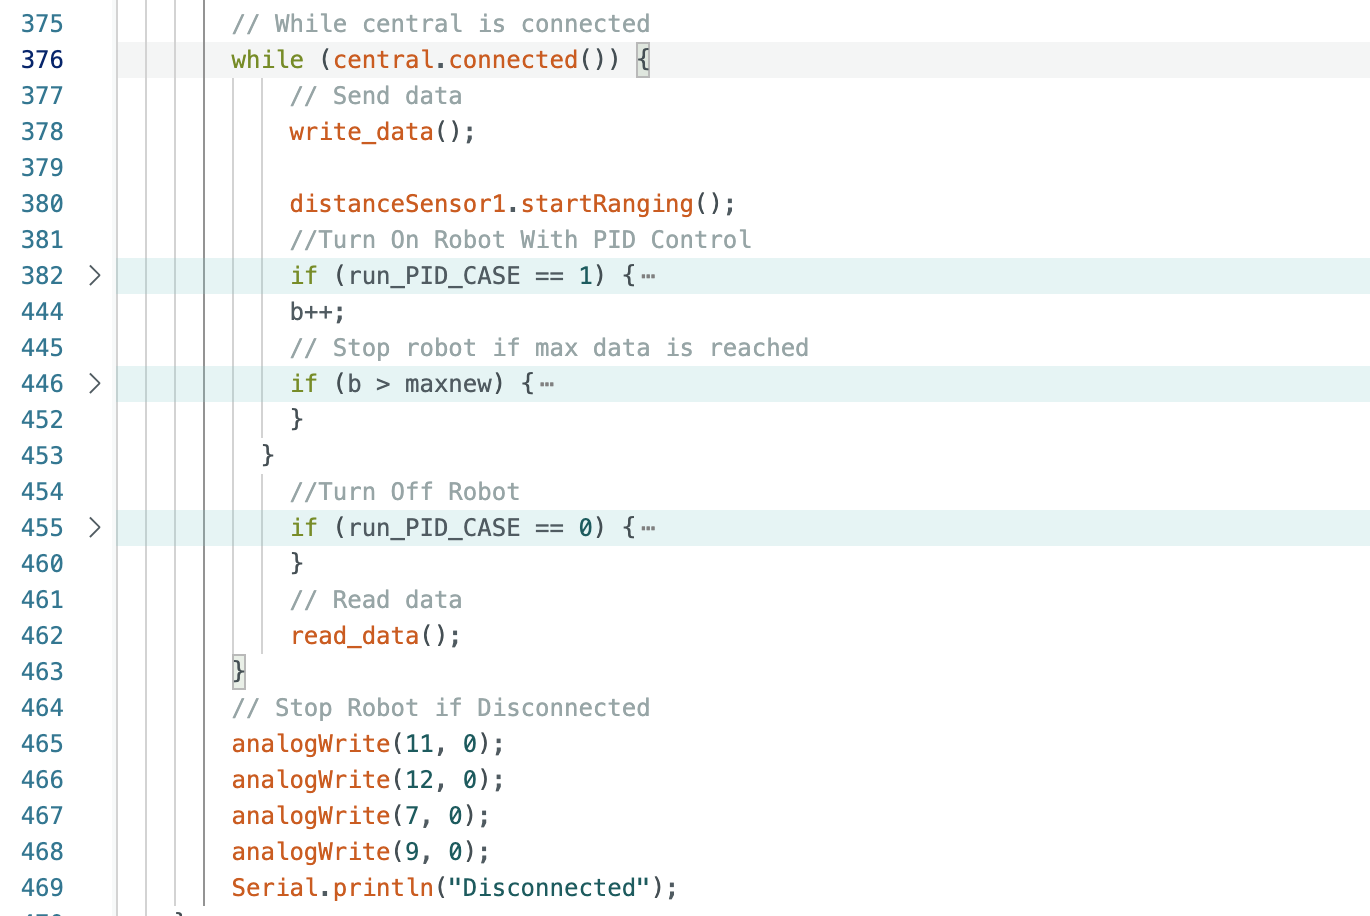 375 // While central is connected
376 while (central.connected()) {
377 // Send data
378 write_data();
379
380 distanceSensor1.startRanging();
381 //Turn On Robot With PID Control
382 > if (run_PID_CASE == 1) {⋯
444 b++;
445 // Stop robot if max data is reached
446 > if (b > maxnew) {⋯
452 }
453 }
454 //Turn Off Robot
455 > if (run_PID_CASE == 0) {⋯
460 }
461 // Read data
462 read_data();
463 }
464 // Stop Robot if Disconnected
465 analogWrite(11, 0);
466 analogWrite(12, 0);
467 analogWrite(7, 0);
468 analogWrite(9, 0);
469 Serial.println("Disconnected");